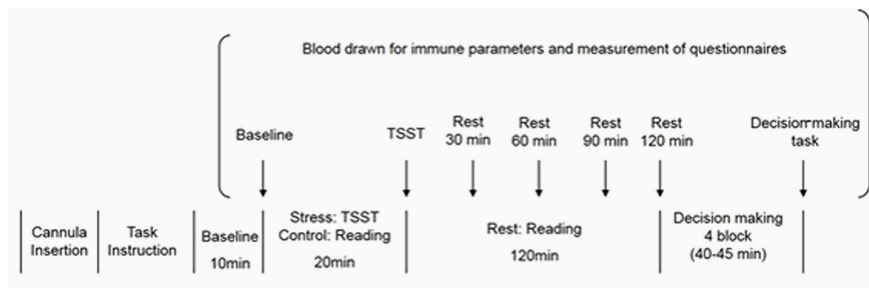 Blood drawn for immune parameters and measurement of questionnaires
Baseline
TSST
Rest
30 min
Rest
60 min
Rest
90 min
Rest
120 min
Decision-making
task
Cannula
Insertion
Task
Instruction
Baseline
10min
Stress: TSST
Control: Reading
20min
Rest: Reading
120min
Decision making
4 block
(40-45 min)